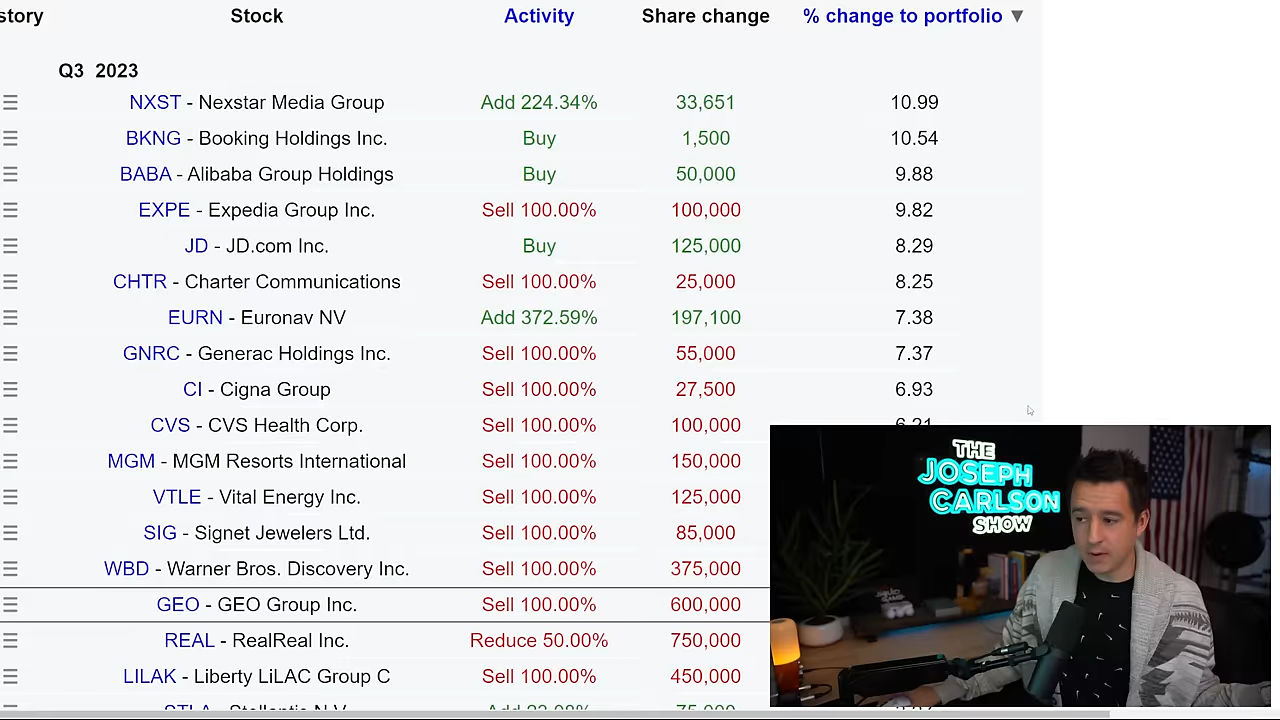 story Stock Activity Share change % change to portfolio ▼
Q3 2023
NXST - Nexstar Media Group Add 224.34% 33,651 10.99
BKNG - Booking Holdings Inc. Buy 1,500 10.54
BABA - Alibaba Group Holdings Buy 50,000 9.88
EXPE - Expedia Group Inc. Sell 100.00% 100,000 9.82
JD - JD.com Inc. Buy 125,000 8.29
CHTR - Charter Communications Sell 100.00% 25,000 8.25
EURN - Euronav NV Add 372.59% 197,100 7.38
GNRC - Generac Holdings Inc. Sell 100.00% 55,000 7.37
CI - Cigna Group Sell 100.00% 27,500 6.93
CVS - CVS Health Corp. Sell 100.00% 100,000
MGM - MGM Resorts International Sell 100.00% 150,000
VTLE - Vital Energy Inc. Sell 100.00% 125,000
SIG - Signet Jewelers Ltd. Sell 100.00% 85,000
WBD - Warner Bros. Discovery Inc. Sell 100.00% 375,000
GEO - GEO Group Inc. Sell 100.00% 600,000
REAL - RealReal Inc. Reduce 50.00% 750,000
LILAK - Liberty LiLAC Group C Sell 100.00% 450,000
THE
JOSEPH
CARLSON
SHOW